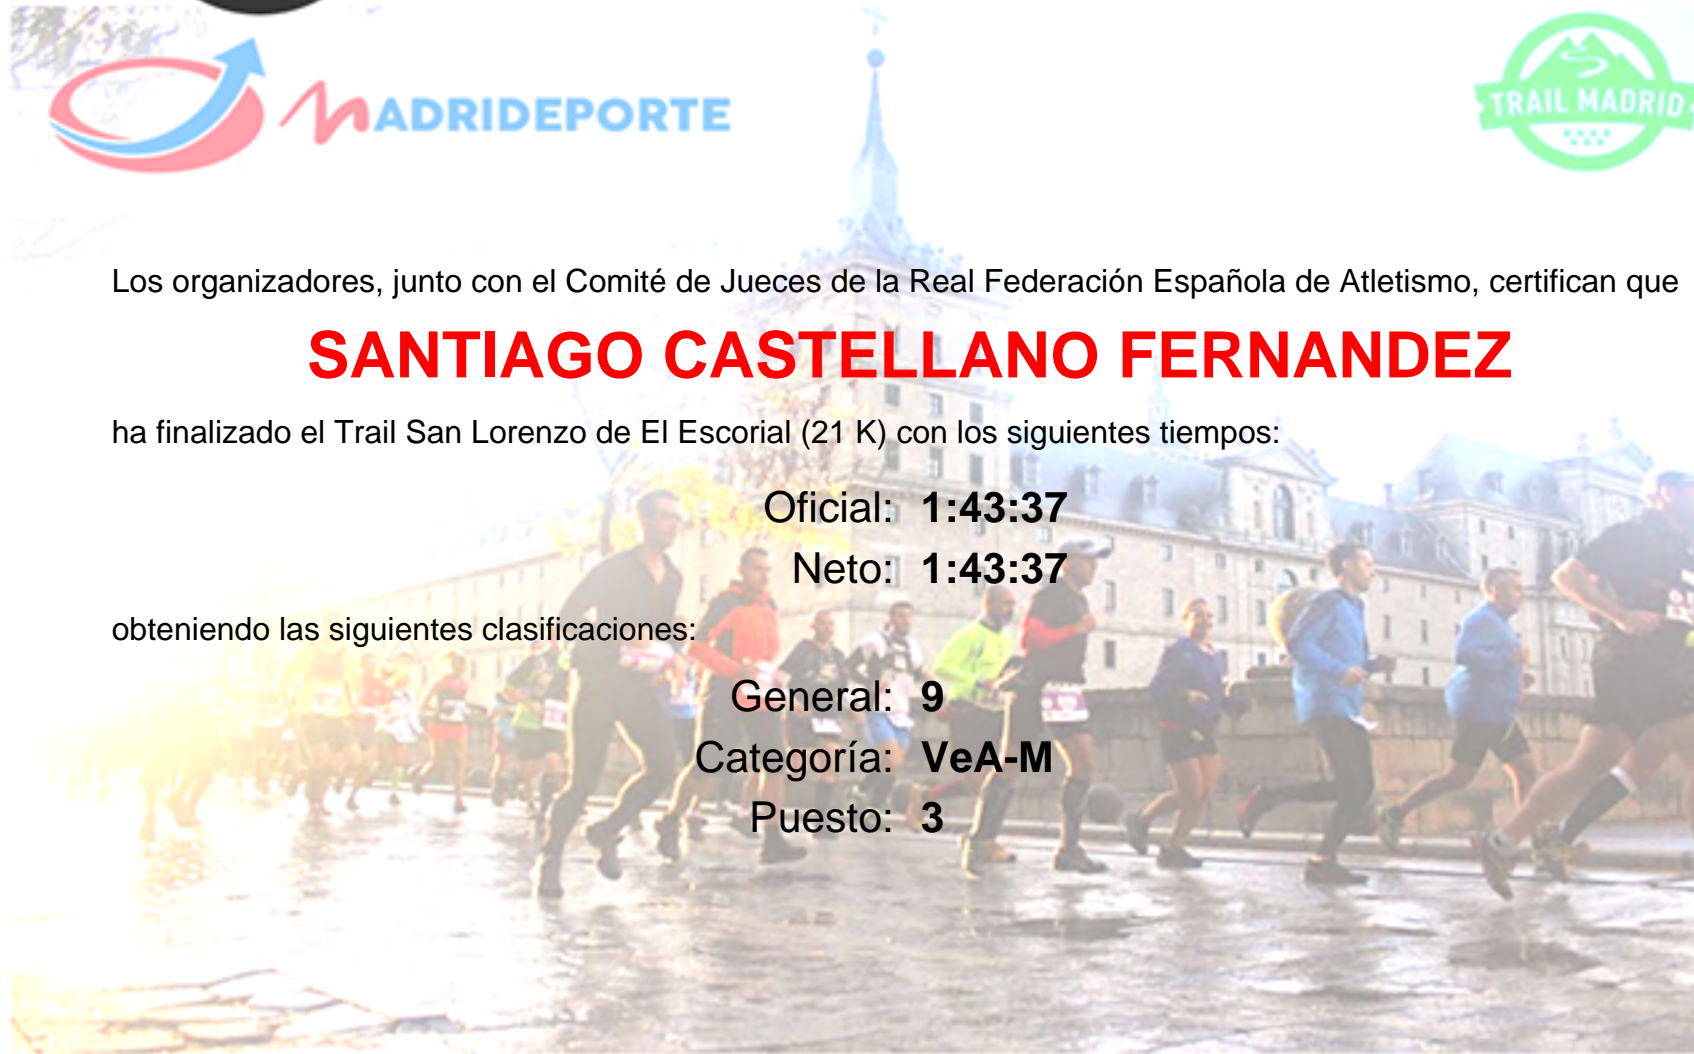 MADRIDEPORTE
TRAIL MADRID
Los organizadores, junto con el Comité de Jueces de la Real Federación Española de Atletismo, certifican que
SANTIAGO CASTELLANO FERNANDEZ
ha finalizado el Trail San Lorenzo de El Escorial (21 K) con los siguientes tiempos:
Oficial: 1:43:37
Neto: 1:43:37
obteniendo las siguientes clasificaciones:
General: 9
Categoría: VeA-M
Puesto: 3